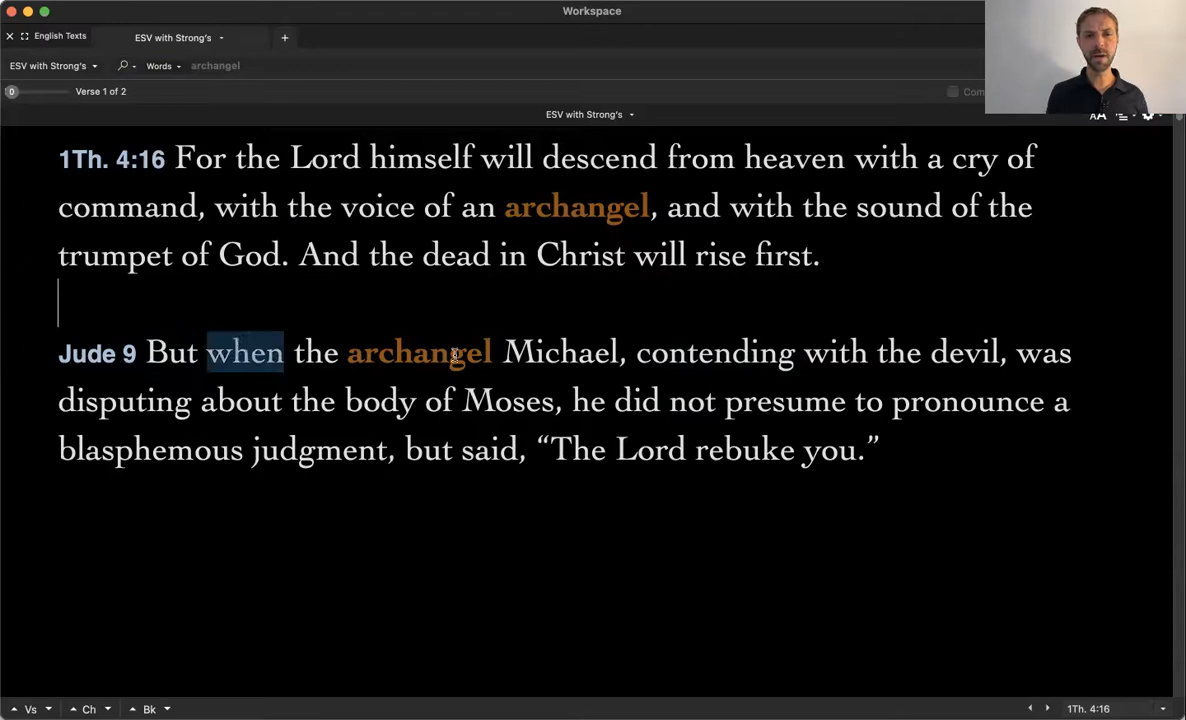 Workspace
English Texts
ESV with Strong's
+
ESV with Strong's
Words
archangel
0
Verse 1 of 2
Com
ESV with Strong's
AA
1Th. 4:16 For the Lord himself will descend from heaven with a cry of
command, with the voice of an archangel, and with the sound of the
trumpet of God. And the dead in Christ will rise first.
Jude 9 But when the archangel Michael, contending with the devil, was
disputing about the body of Moses, he did not presume to pronounce a
blasphemous judgment, but said, “The Lord rebuke you.”
Vs
Ch
Bk
1Th. 4:16